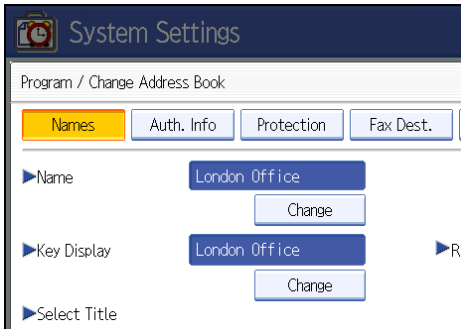 System Settings
Program / Change Address Book
Names Auth. Info Protection Fax Dest.
Name London Office
Change
Key Display London Office
Change
Select Title